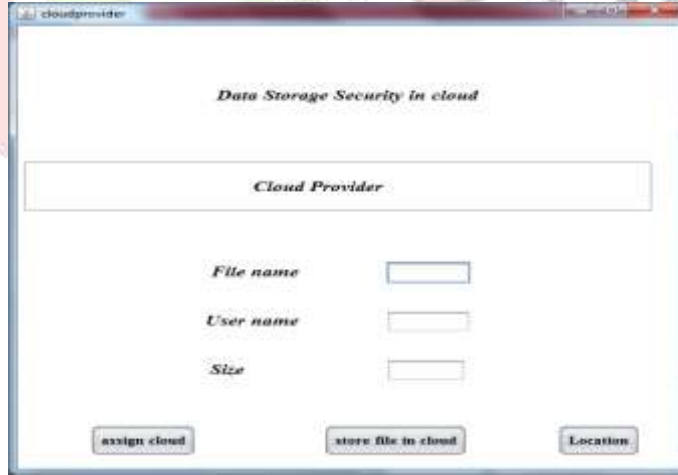 cloudprovider
Data Storage Security in cloud
Cloud Provider
File name
User name
Size
assign cloud store file in cloud Location